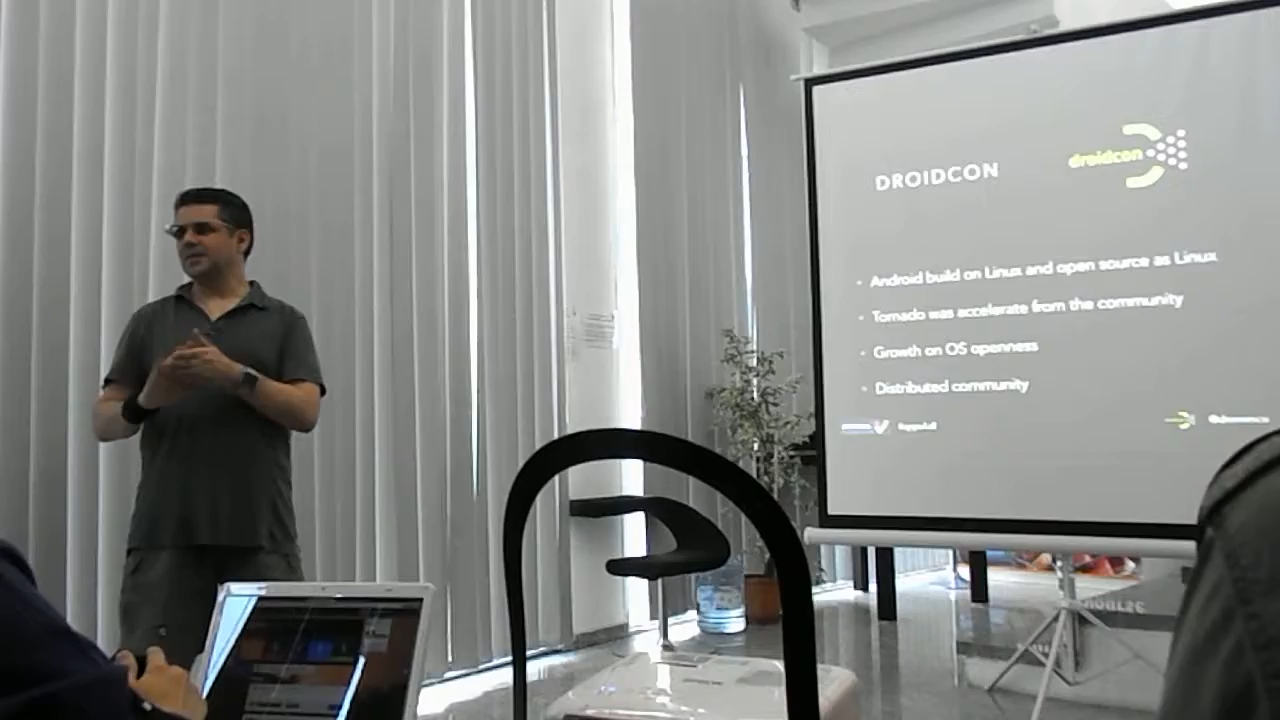 DROIDCON
droidcon
Android build on Linux and open source as Linux
Tornado was accelerate from the community
Growth on OS openness
Distributed community